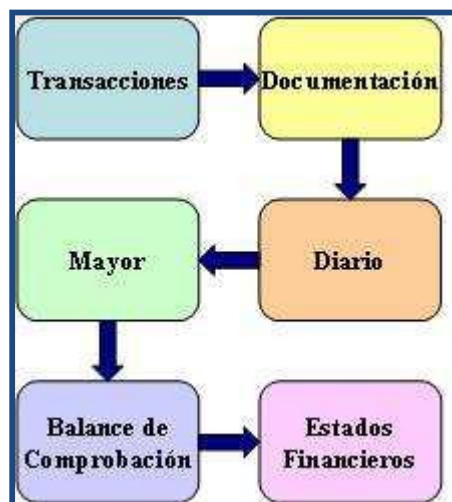 Transacciones
Documentación
Mayor
Diario
Balance de
Comprobación
Estados
Financieros